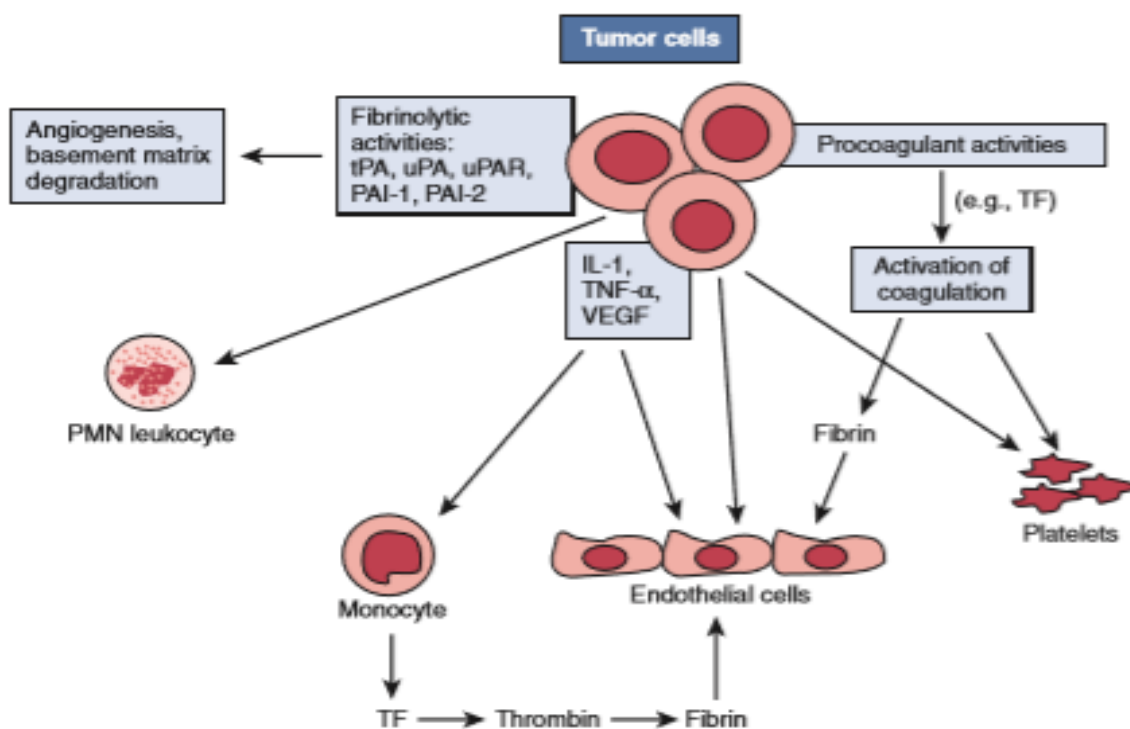 Tumor cells
Angiogenesis,
basement matrix
degradation
Fibrinolytic
activities:
tPA, uPA, uPAR,
PAI-1, PAI-2
Procoagulant activities
(e.g., TF)
IL-1,
TNF-α,
VEGF
Activation of
coagulation
PMN leukocyte
Fibrin
Platelets
Monocyte
Endothelial cells
TF
Thrombin
Fibrin